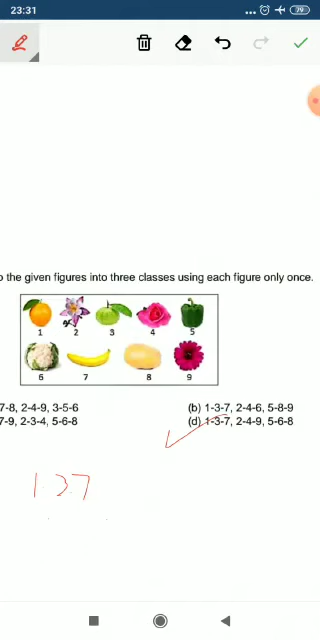 23:31
79
o the given figures into three classes using each figure only once.
1 2 3 4 5
6 7 8 9
7-8, 2-4-9, 3-5-6 (b) 1-3-7, 2-4-6, 5-8-9
7-9, 2-3-4, 5-6-8 (d) 1-3-7, 2-4-9, 5-6-8
1. 3.7